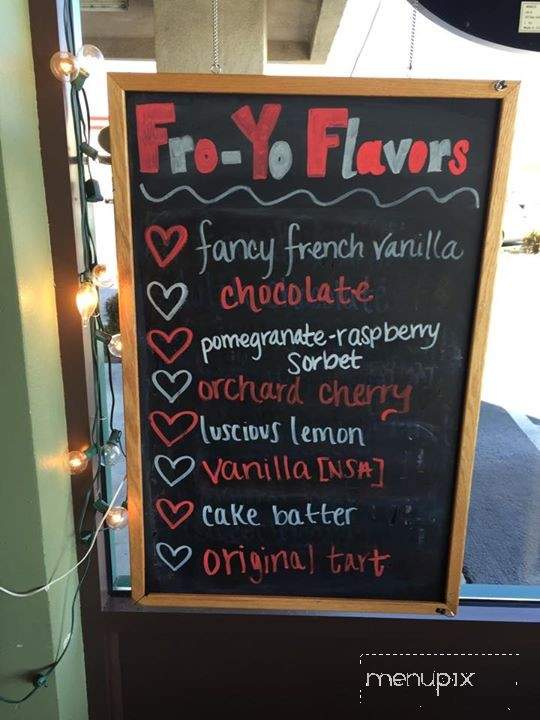 Fro-Yo Flavors
fancy french vanilla
chocolate
pomegranate-raspberry
sorbet
orchard cherry
luscious lemon
vanilla [NSA]
cake batter
original tart
menupix